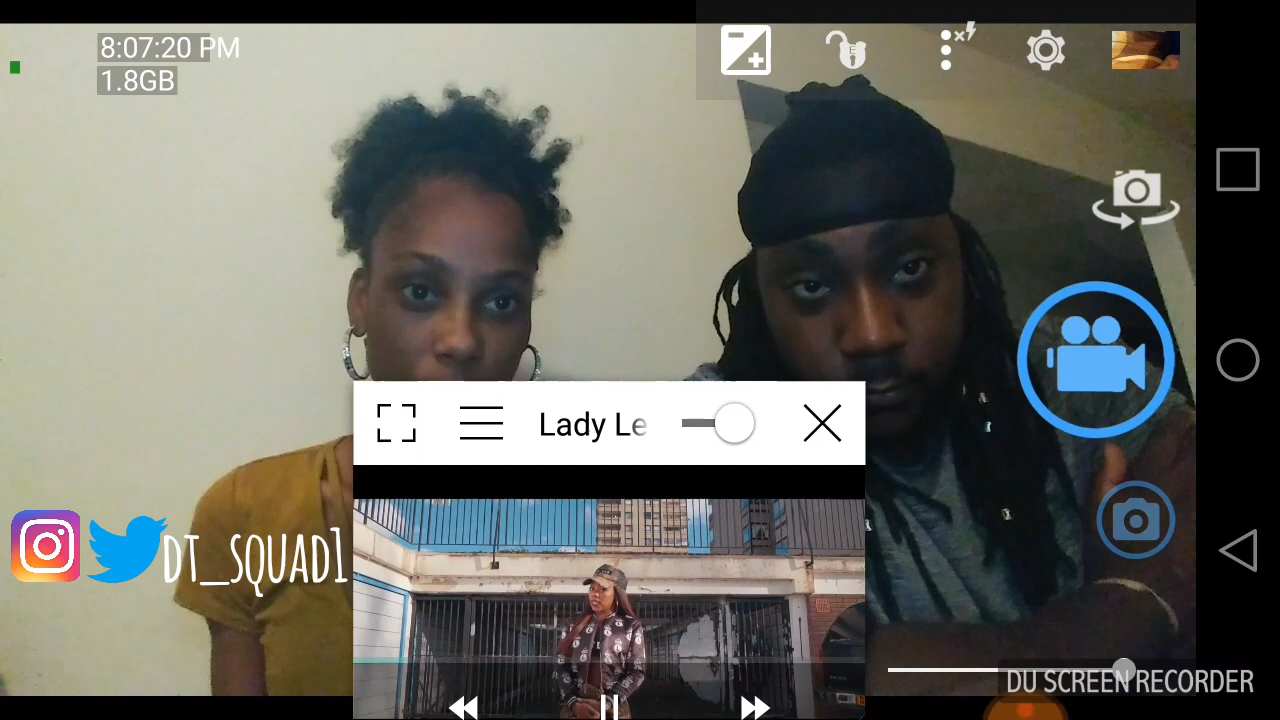 8:07:20 PM
1.8GB
Lady Le
DT_SQUAD1
DU SCREEN RECORDER